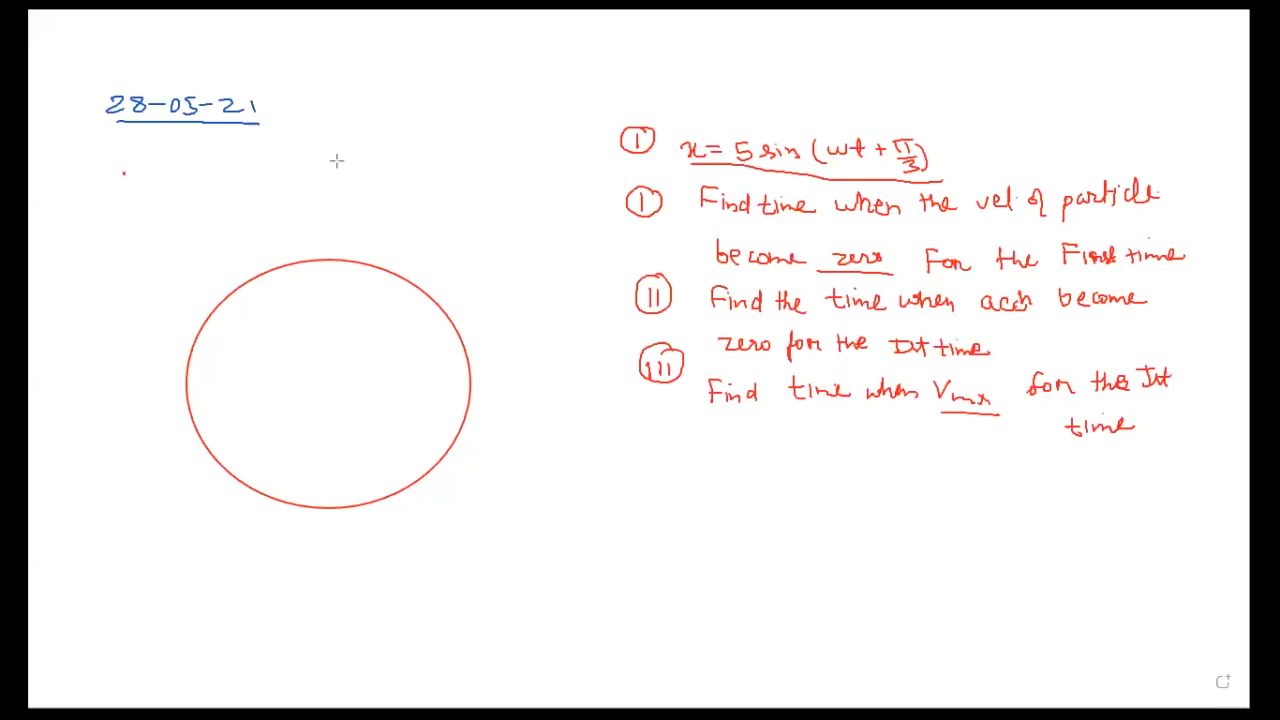 28-05-21
① x = 5 sin (wt + π/3)
Ⓘ Find time when the vel. of particle
become zero For the First time
ⓘⓘ Find the time when accn become
zero for the Ist time
ⓘⓘⓘ Find time when Vmax for the Ist
time